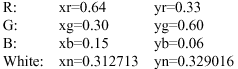 R: xr=0.64 yr=0.33
G: xg=0.30 yg=0.60
B: xb=0.15 yb=0.06
White: xn=0.312713 yn=0.329016